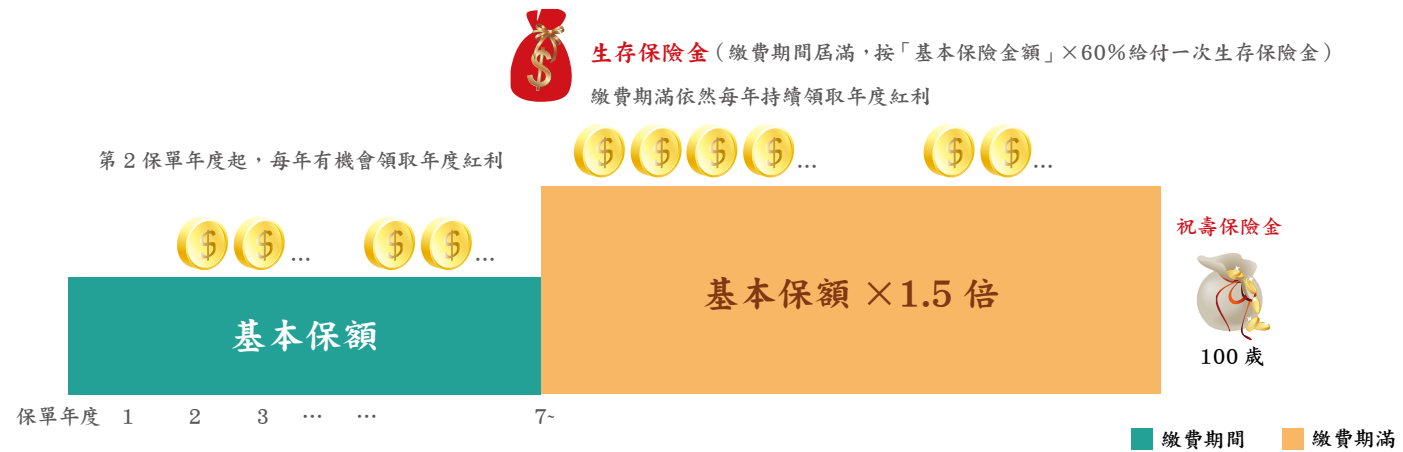 生存保險金（繳費期間屆滿，按「基本保險金額」×60%給付一次生存保險金）
繳費期滿依然每年持續領取年度紅利
第 2 保單年度起，每年有機會領取年度紅利
$ $ $ $ ... $ $ ...
$ $ ... $ $ ...
祝壽保險金
基本保額 ×1.5 倍
基本保額
100 歲
保單年度 1 2 3 … … 7~
繳費期間 繳費期滿